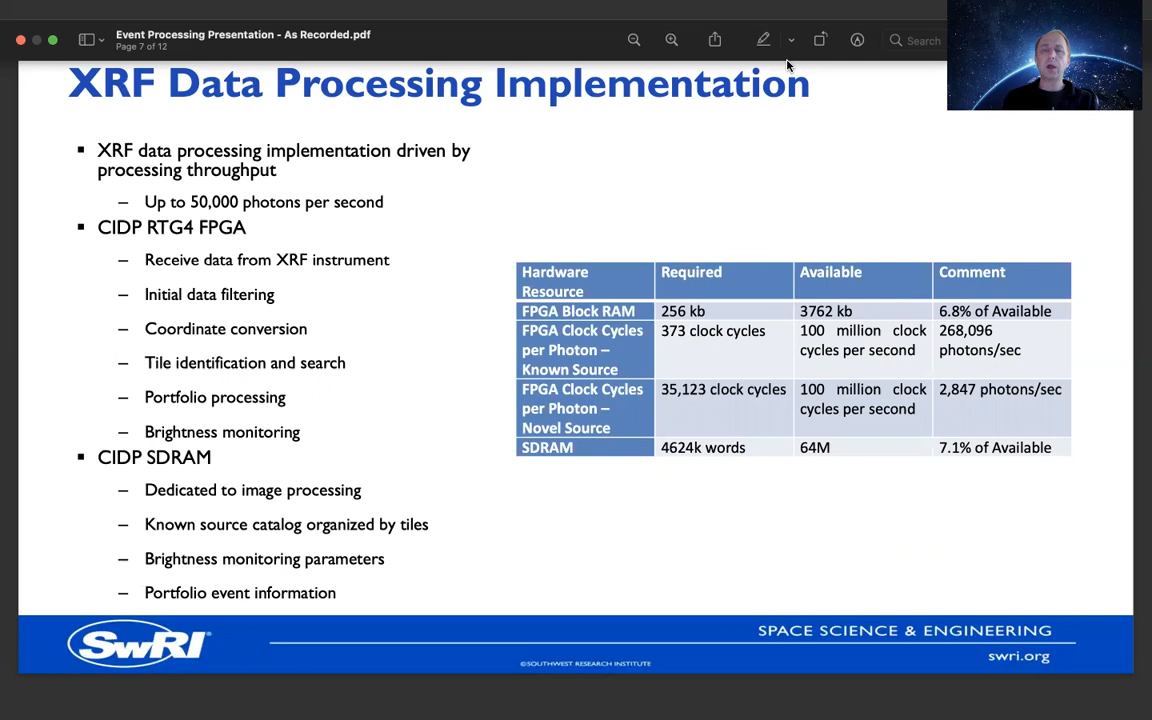 Event Processing Presentation - As Recorded.pdf
Page 7 of 12
Search
XRF Data Processing Implementation
▪ XRF data processing implementation driven by
processing throughput
– Up to 50,000 photons per second
▪ CIDP RTG4 FPGA
– Receive data from XRF instrument
– Initial data filtering
– Coordinate conversion
– Tile identification and search
– Portfolio processing
– Brightness monitoring
▪ CIDP SDRAM
– Dedicated to image processing
– Known source catalog organized by tiles
– Brightness monitoring parameters
– Portfolio event information
Hardware Resource Required Available Comment
FPGA Block RAM 256 kb 3762 kb 6.8% of Available
FPGA Clock Cycles per Photon – Known Source 373 clock cycles 100 million clock cycles per second 268,096 photons/sec
FPGA Clock Cycles per Photon – Novel Source 35,123 clock cycles 100 million clock cycles per second 2,847 photons/sec
SDRAM 4624k words 64M 7.1% of Available
SwRI®
SPACE SCIENCE & ENGINEERING
©SOUTHWEST RESEARCH INSTITUTE
swri.org